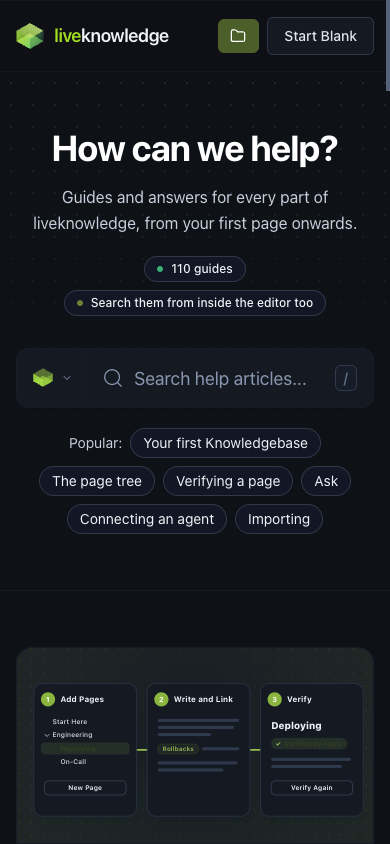 liveknowledge
Start Blank
How can we help?
Guides and answers for every part of
liveknowledge, from your first page onwards.
110 guides
Search them from inside the editor too
Search help articles...
/
Popular:
Your first Knowledgebase
The page tree
Verifying a page
Ask
Connecting an agent
Importing
1 Add Pages
Start Here
Engineering
Deploying
On-Call
New Page
2 Write and Link
Rollbacks
3 Verify
Deploying
Verify Again